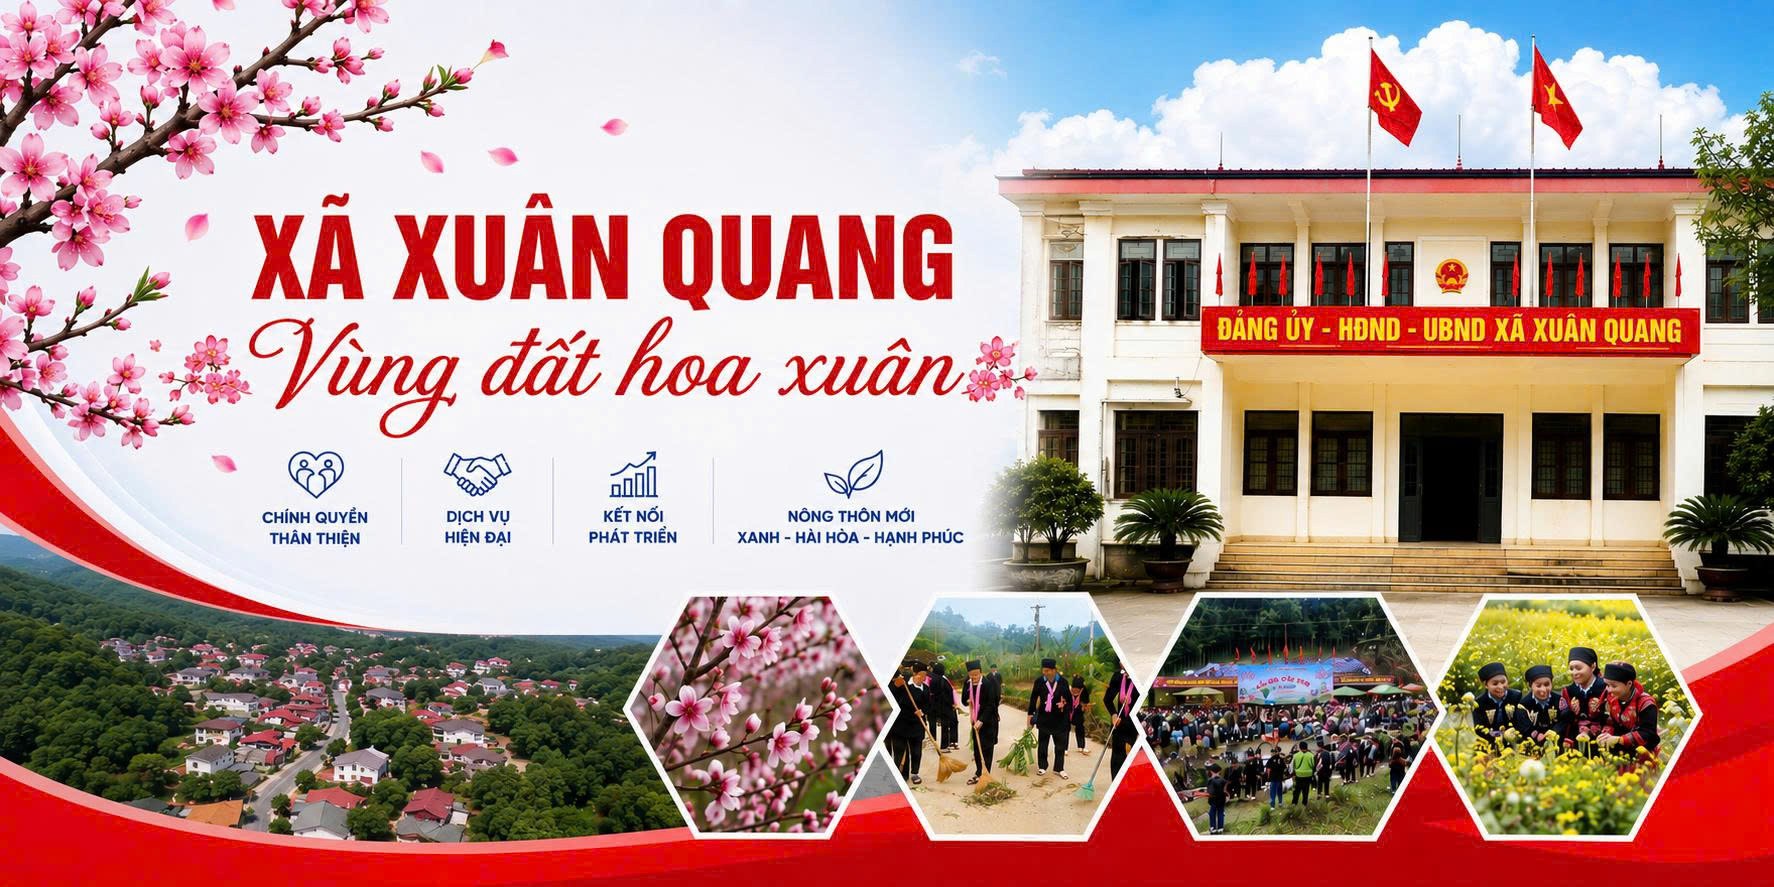 XÃ XUÂN QUANG
Vùng đất hoa xuân
CHÍNH QUYỀN
THÂN THIỆN
DỊCH VỤ
HIỆN ĐẠI
KẾT NỐI
PHÁT TRIỂN
NÔNG THÔN MỚI
XANH - HÀI HÒA - HẠNH PHÚC
ĐẢNG ỦY - HĐND - UBND XÃ XUÂN QUANG